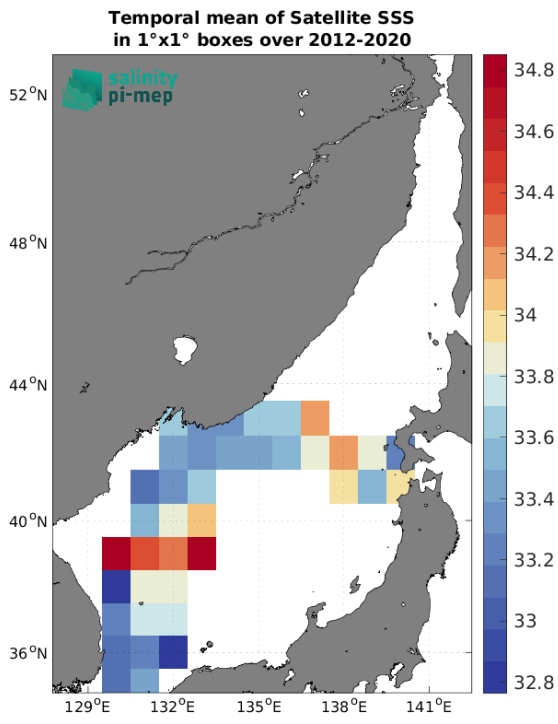 Temporal mean of Satellite SSS
in 1°x1° boxes over 2012-2020
salinity
pi-mep
52°N
48°N
44°N
40°N
36°N
129°E 132°E 135°E 138°E 141°E
34.8
34.6
34.4
34.2
34
33.8
33.6
33.4
33.2
33
32.8